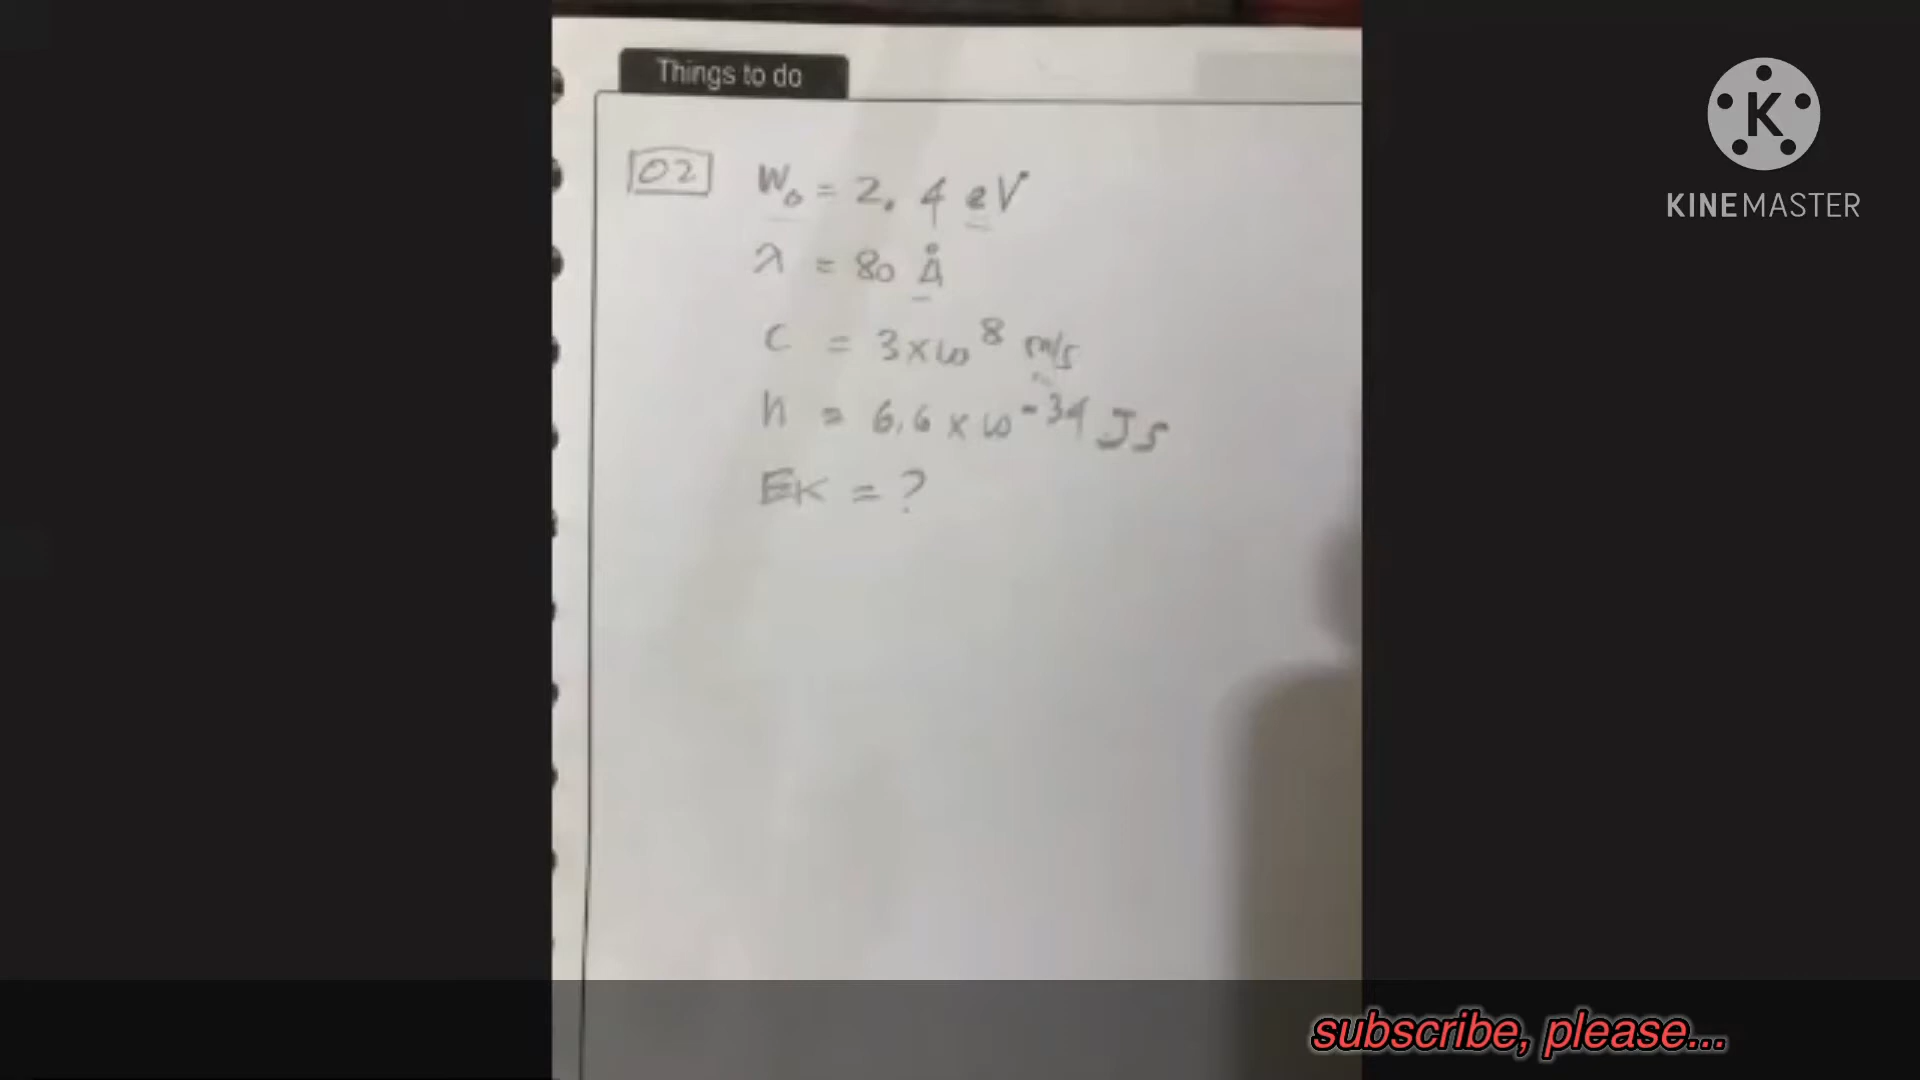 Things to do
02 W₀ = 2,4 eV
λ = 80 Å
C = 3×10⁸ m/s
h = 6,6 × 10⁻³⁴ Js
EK = ?
K
KINEMASTER
subscribe, please...